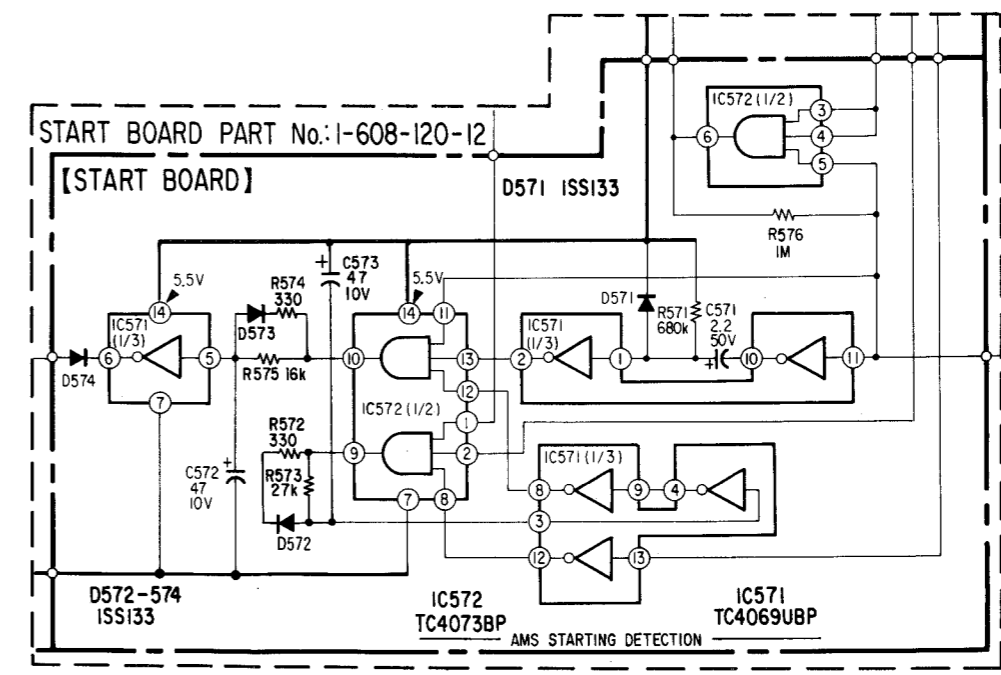 IC572(1/2)
3
6
4
5
START BOARD PART No.:1-608-120-12
【START BOARD】
D571 ISS133
R576
1M
5.5V
R574
330
C573
47
10V
5.5V
14
D573
14
11
D571
R571
680k
C571
2.2
50V
IC571
(1/3)
IC571
(1/3)
6
5
10
13
2
1
10
11
D574
R575 16k
12
7
IC572(1/2)
1
R572
330
9
2
IC571(1/3)
C572
47
10V
R573
27k
8
9
4
7
8
3
D572
12
13
D572-574
ISS133
IC572
TC4073BP
IC571
TC4069UBP
AMS STARTING DETECTION